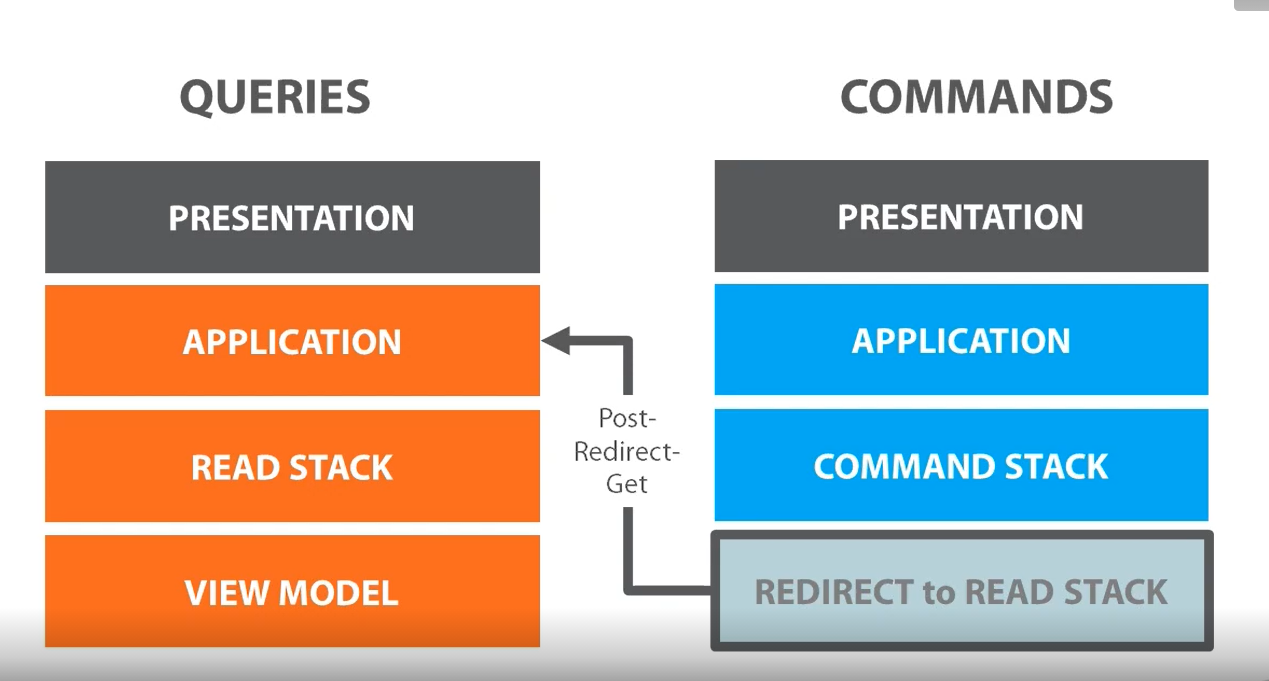 QUERIES
PRESENTATION
APPLICATION
READ STACK
VIEW MODEL
Post-
Redirect-
Get
COMMANDS
PRESENTATION
APPLICATION
COMMAND STACK
REDIRECT to READ STACK